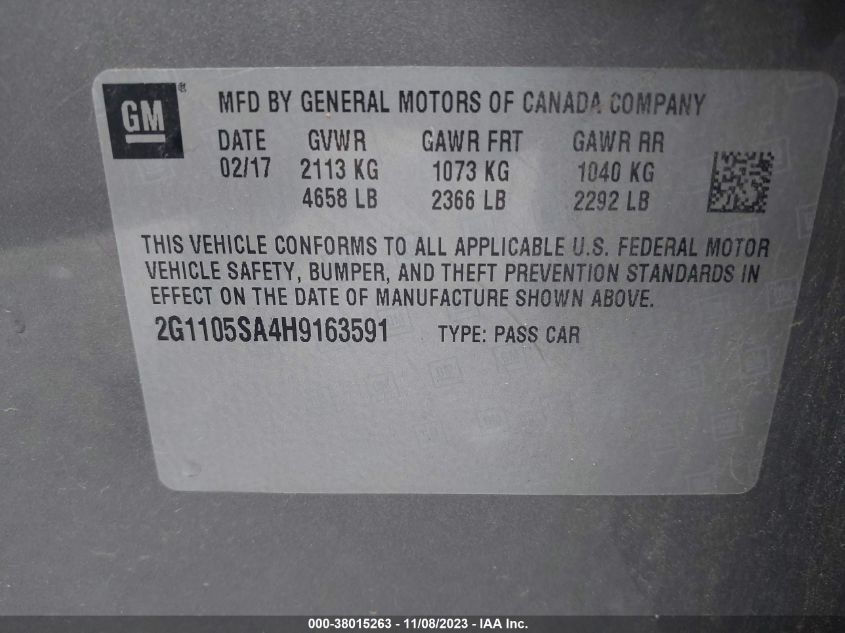 GM ®
MFD BY GENERAL MOTORS OF CANADA COMPANY
DATE GVWR GAWR FRT GAWR RR
02/17 2113 KG 1073 KG 1040 KG
4658 LB 2366 LB 2292 LB
THIS VEHICLE CONFORMS TO ALL APPLICABLE U.S. FEDERAL MOTOR
VEHICLE SAFETY, BUMPER, AND THEFT PREVENTION STANDARDS IN
EFFECT ON THE DATE OF MANUFACTURE SHOWN ABOVE.
2G1105SA4H9163591 TYPE: PASS CAR
000-38015263 - 11/08/2023 - IAA Inc.